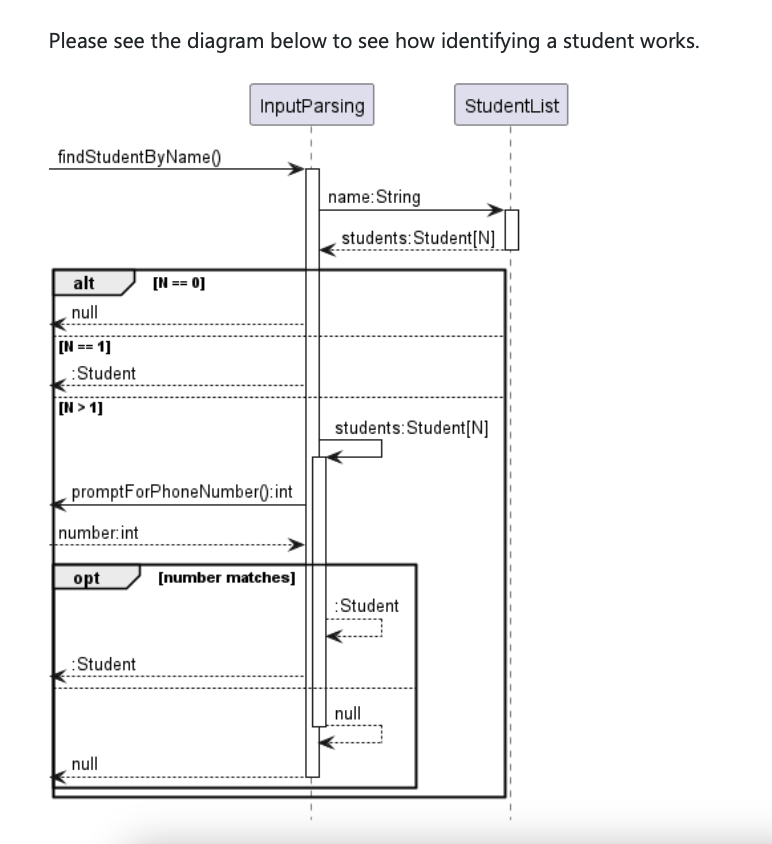 Please see the diagram below to see how identifying a student works.
InputParsing
StudentList
findStudentByName()
name:String
students:Student[N]
alt
[N == 0]
null
[N == 1]
:Student
[N > 1]
students:Student[N]
promptForPhoneNumber():int
number:int
opt
[number matches]
:Student
:Student
null
null